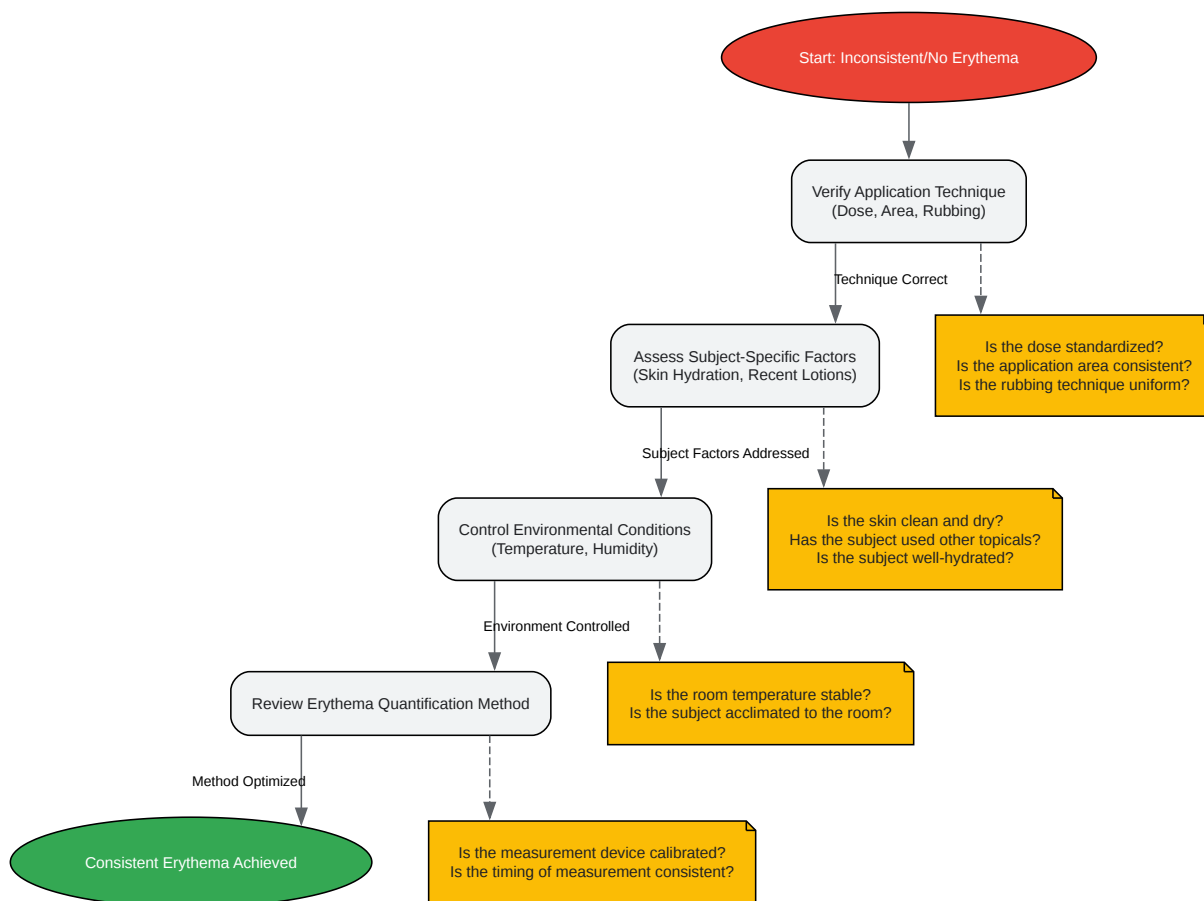 Start: Inconsistent/No Erythema
Verify Application Technique
(Dose, Area, Rubbing)
Technique Correct
Is the dose standardized?
Is the application area consistent?
Is the rubbing technique uniform?
Assess Subject-Specific Factors
(Skin Hydration, Recent Lotions)
Subject Factors Addressed
Is the skin clean and dry?
Has the subject used other topicals?
Is the subject well-hydrated?
Control Environmental Conditions
(Temperature, Humidity)
Environment Controlled
Is the room temperature stable?
Is the subject acclimated to the room?
Review Erythema Quantification Method
Method Optimized
Is the measurement device calibrated?
Is the timing of measurement consistent?
Consistent Erythema Achieved